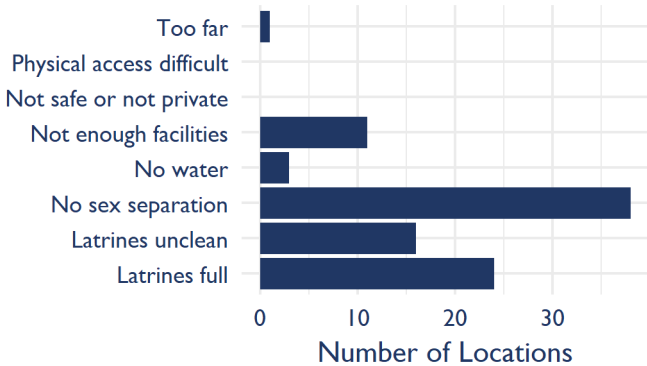 Too far
Physical access difficult
Not safe or not private
Not enough facilities
No water
No sex separation
Latrines unclean
Latrines full
0 10 20 30
Number of Locations